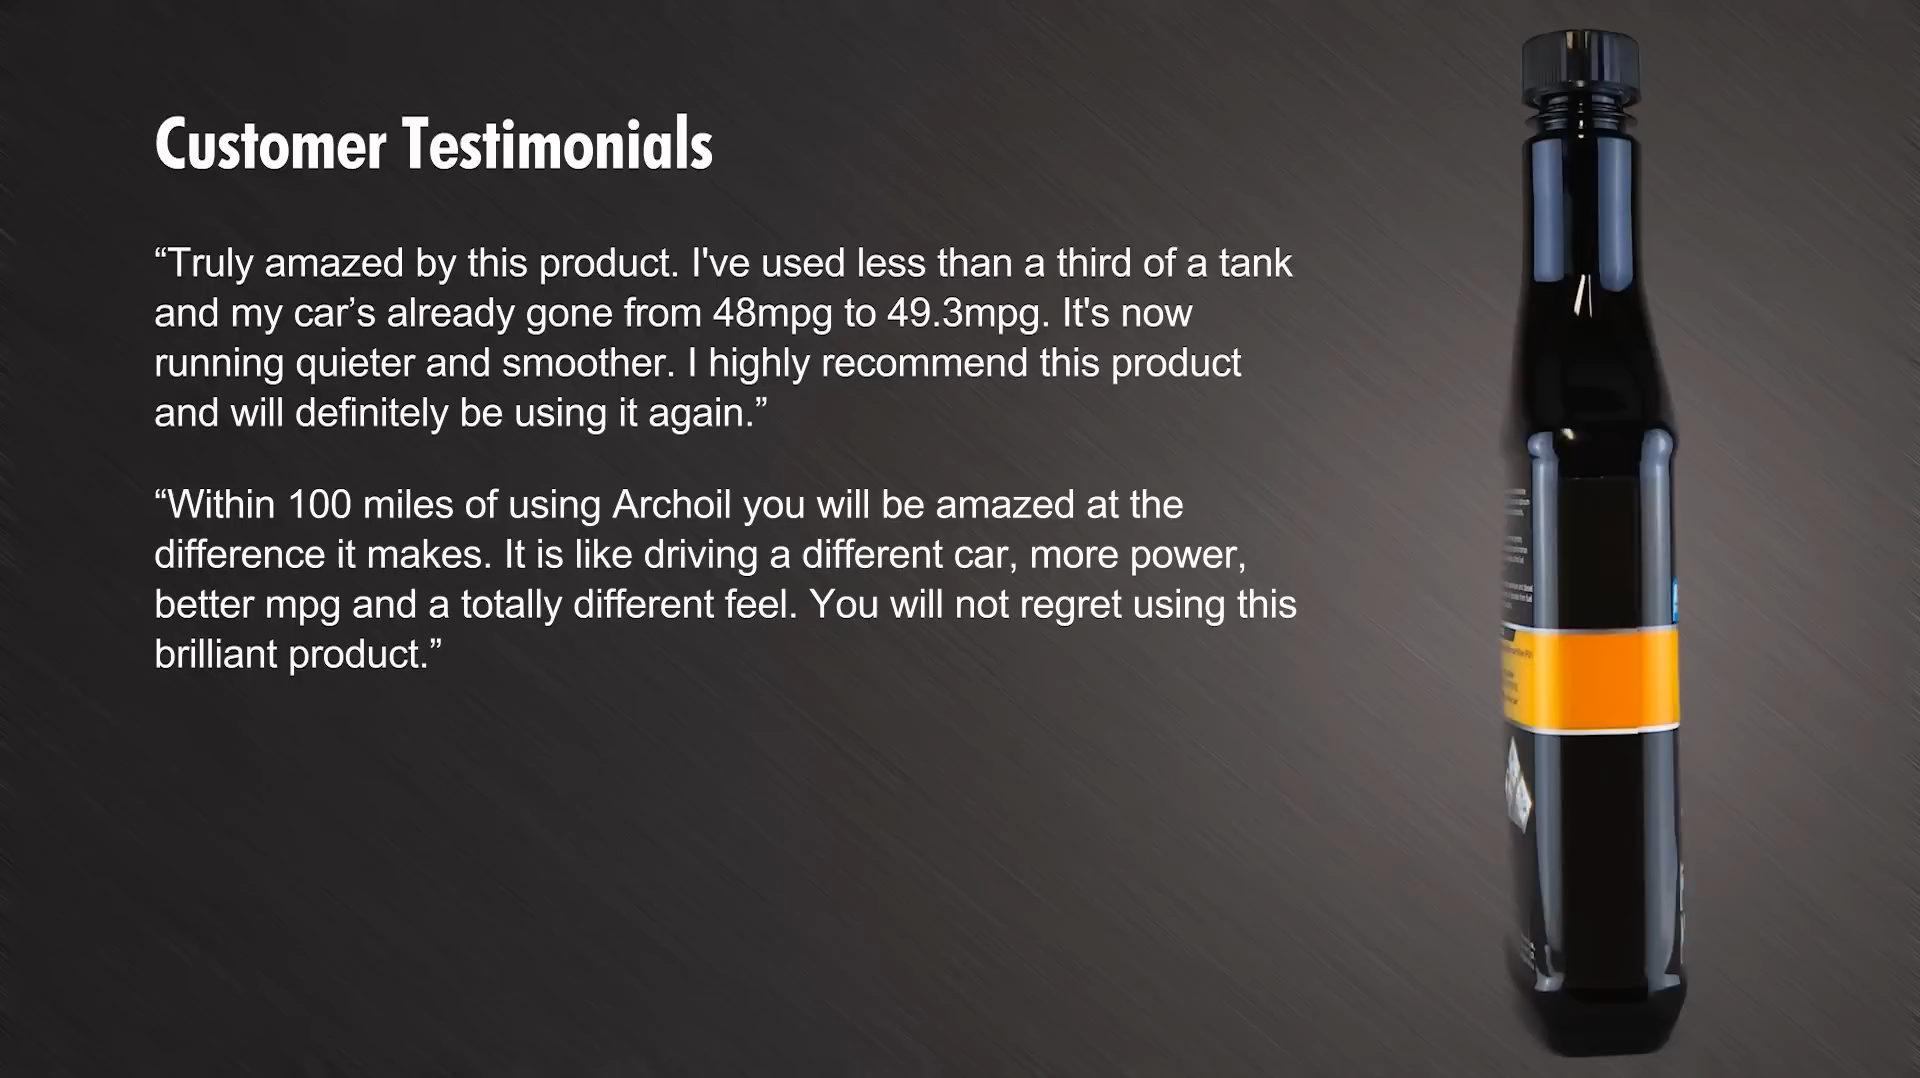 Customer Testimonials
“Truly amazed by this product. I've used less than a third of a tank
and my car’s already gone from 48mpg to 49.3mpg. It's now
running quieter and smoother. I highly recommend this product
and will definitely be using it again.”
“Within 100 miles of using Archoil you will be amazed at the
difference it makes. It is like driving a different car, more power,
better mpg and a totally different feel. You will not regret using this
brilliant product.”